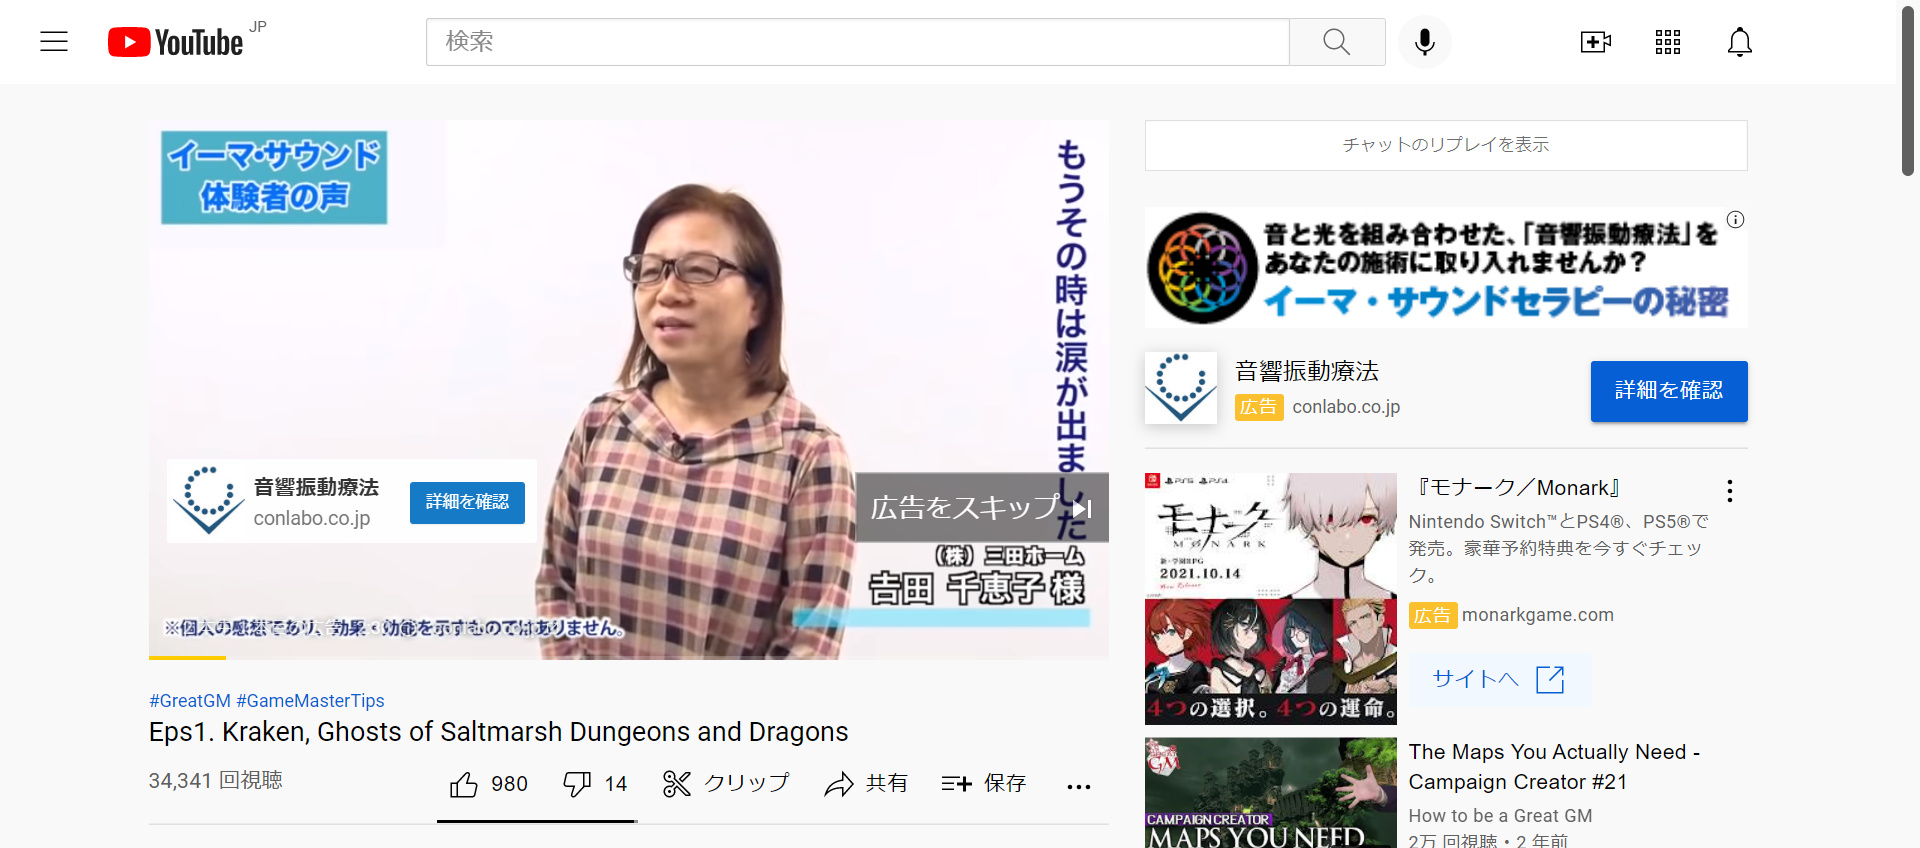 YouTube JP
検索
イーマ・サウンド
体験者の声
もうその時は涙が出ました
音響振動療法
conlabo.co.jp
詳細を確認
広告をスキップ
(株) 三田ホーム
吉田 千恵子 様
※個人の感想であり、効果・効能を示すものではありません。
#GreatGM #GameMasterTips
Eps1. Kraken, Ghosts of Saltmarsh Dungeons and Dragons
34,341 回視聴
980
14
クリップ
共有
保存
チャットのリプレイを表示
音と光を組み合わせた、「音響振動療法」を
あなたの施術に取り入れませんか？
イーマ・サウンドセラピーの秘密
音響振動療法
広告 conlabo.co.jp
詳細を確認
PS5 PS4
モナーク
MONARK
新・学園RPG
2021.10.14
New Release
4つの選択。4つの運命。
『モナーク／Monark』
Nintendo Switch™とPS4®、PS5®で
発売。豪華予約特典を今すぐチェッ
ク。
広告 monarkgame.com
サイトへ
GM
CAMPAIGN CREATOR
MAPS YOU NEED
The Maps You Actually Need -
Campaign Creator #21
How to be a Great GM
2万 回視聴・2 年前